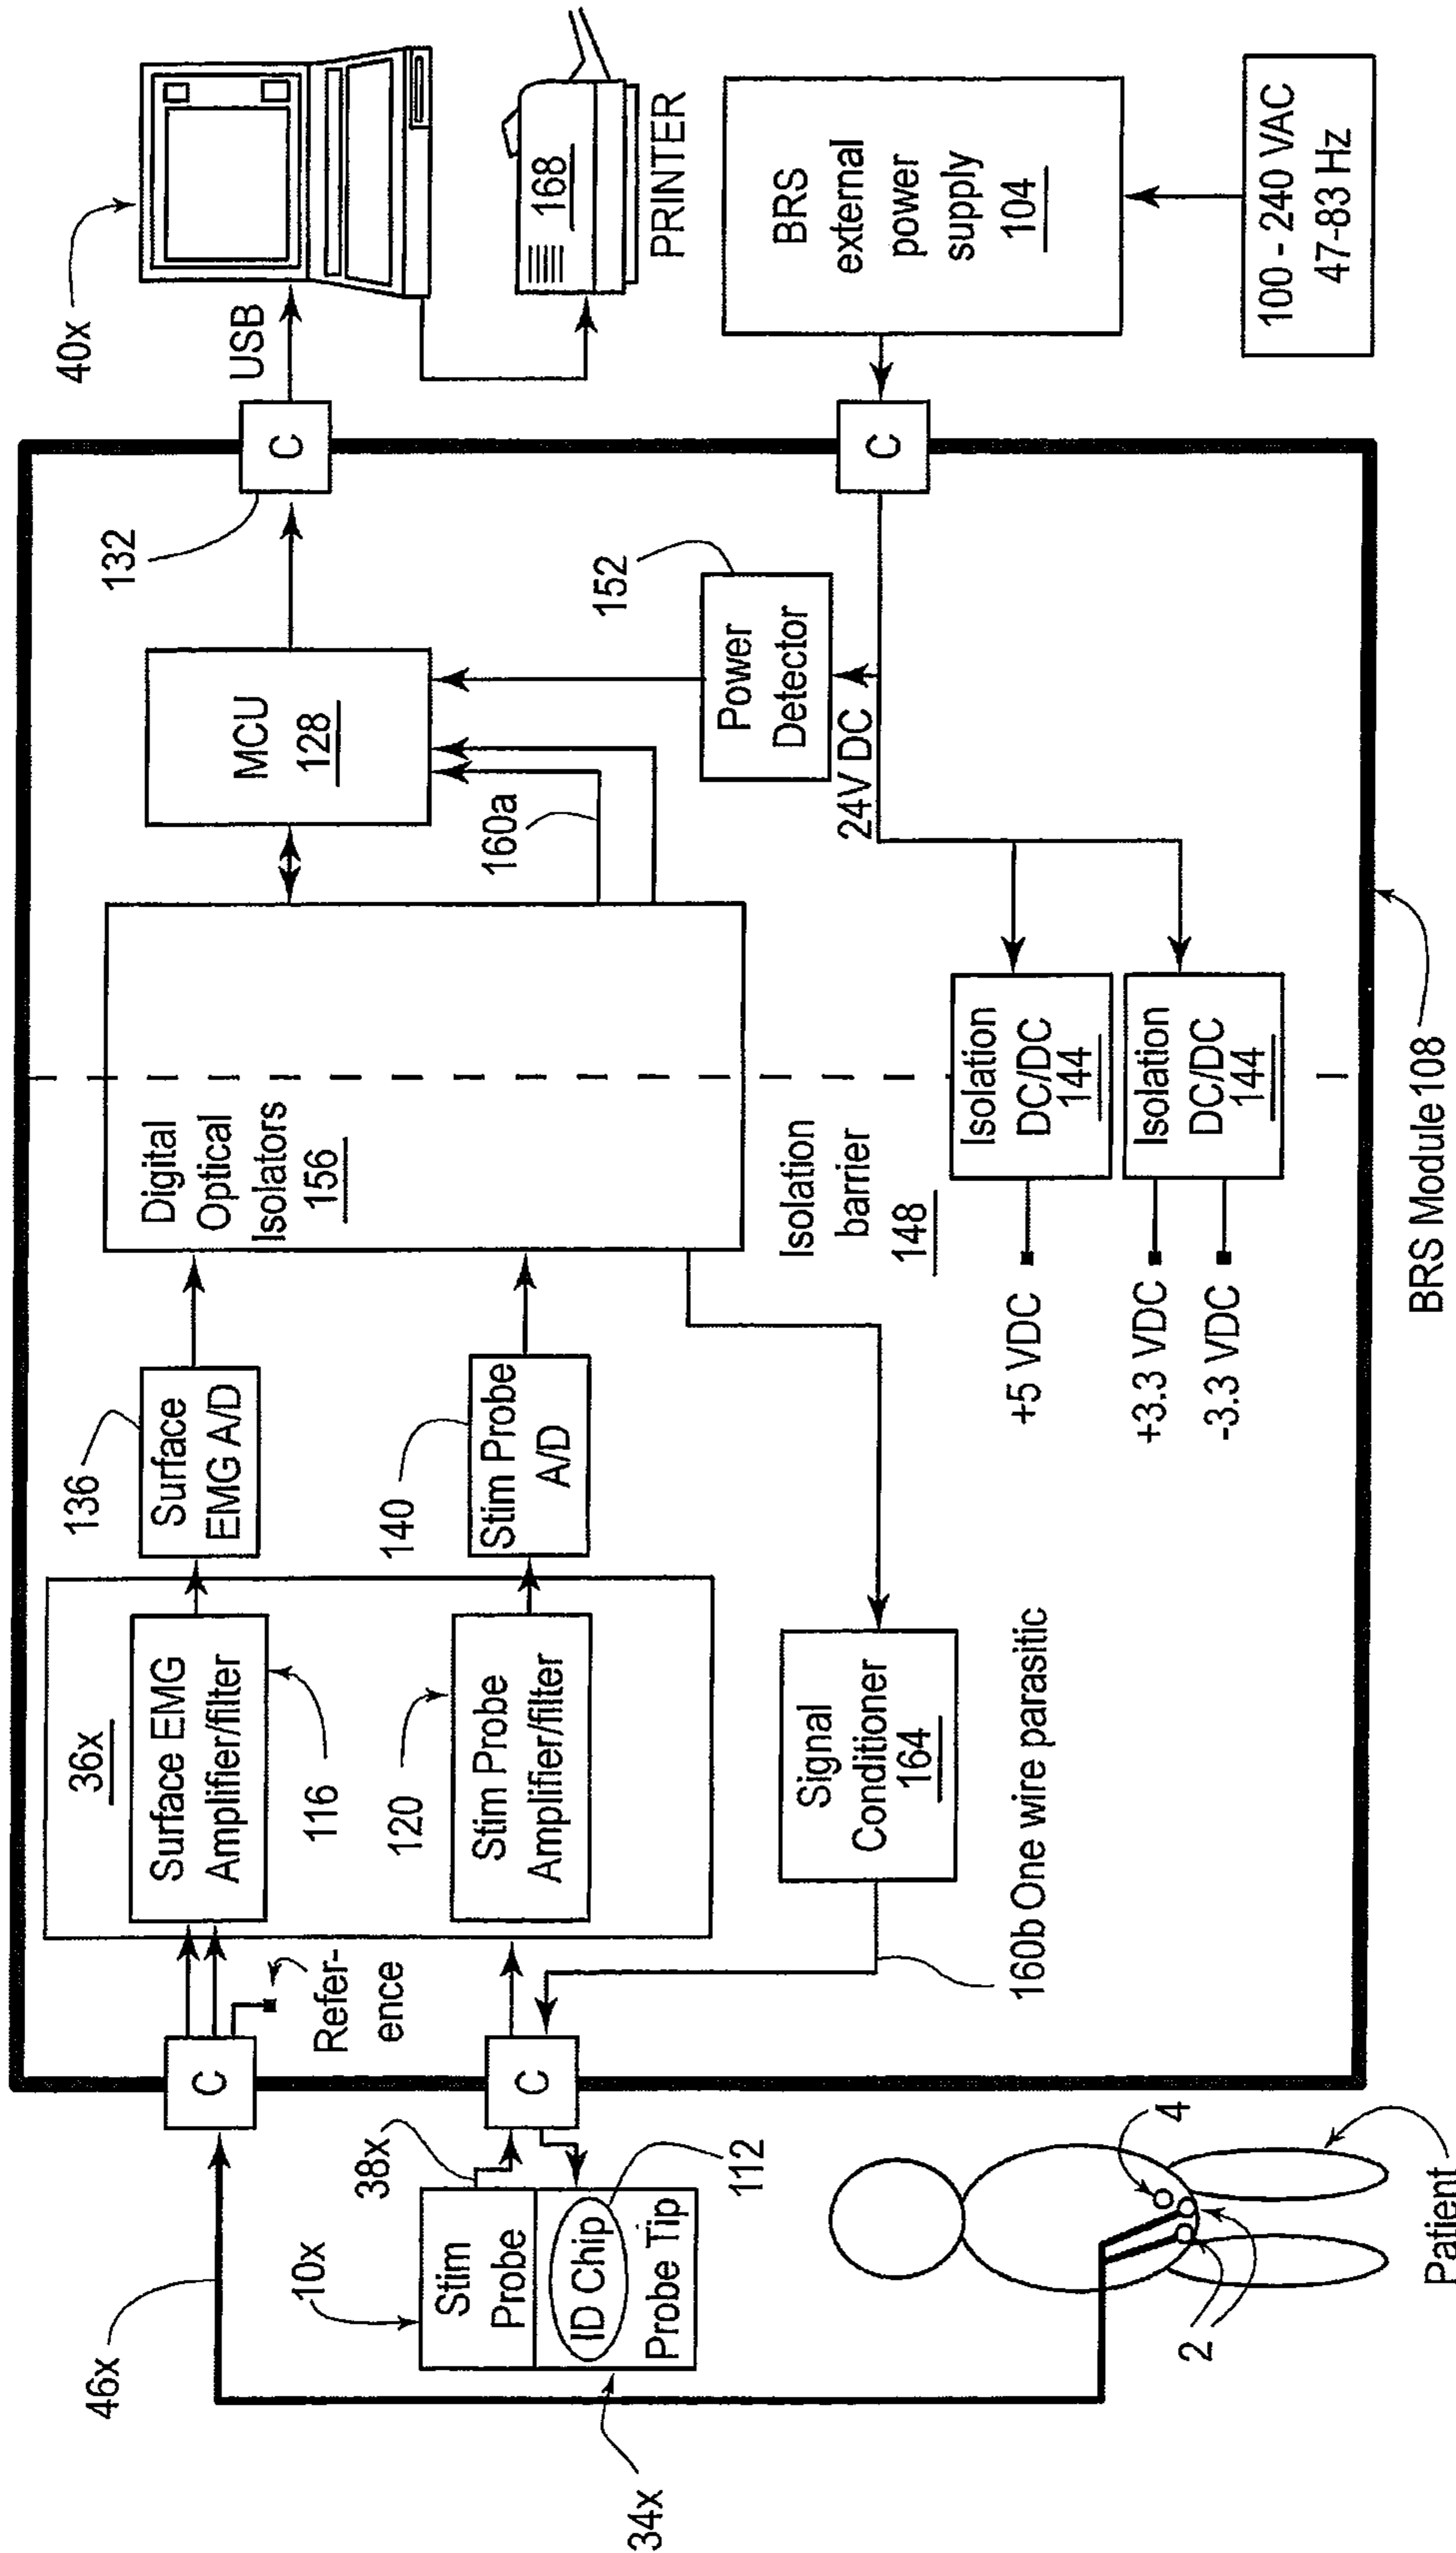 46x
10x
34x
Stim
Probe
ID Chip
Probe Tip
38x
112
2
4
Patient
C
C
Refer-
ence
36x
Surface EMG
Amplifier/filter
116
120
Stim Probe
Amplifier/filter
Signal
Conditioner
164
160b One wire parasitic
136
Surface
EMG A/D
140
Stim Probe
A/D
Digital
Optical
Isolators
156
Isolation
barrier
148
+5 VDC
+3.3 VDC
-3.3 VDC
Isolation
DC/DC
144
Isolation
DC/DC
144
BRS Module 108
MCU
128
160a
152
Power
Detector
24V DC
132
C
C
USB
40x
168
PRINTER
BRS
external
power
supply
104
100 - 240 VAC
47-83 Hz